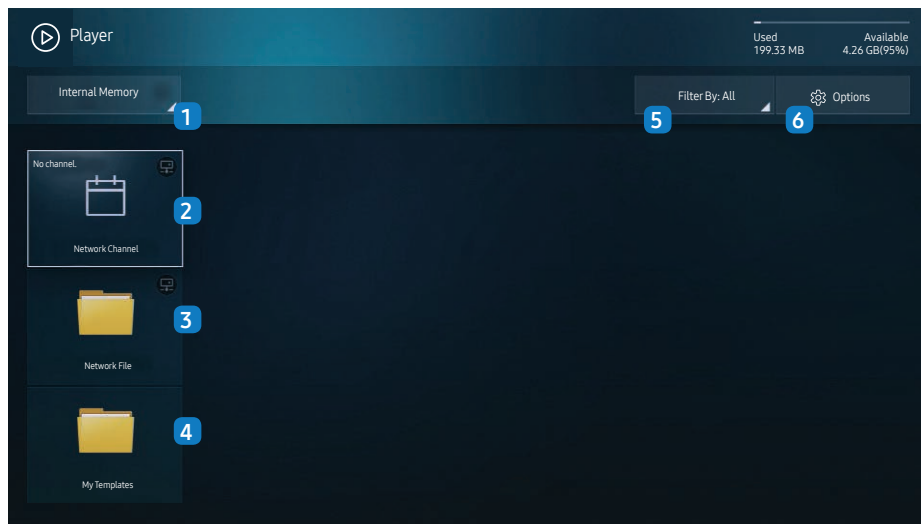 Player
Used Available
199.33 MB 4.26 GB(95%)
Internal Memory
1
Filter By: All
5
Options
6
No channel.
2
Network Channel
3
Network File
4
My Templates